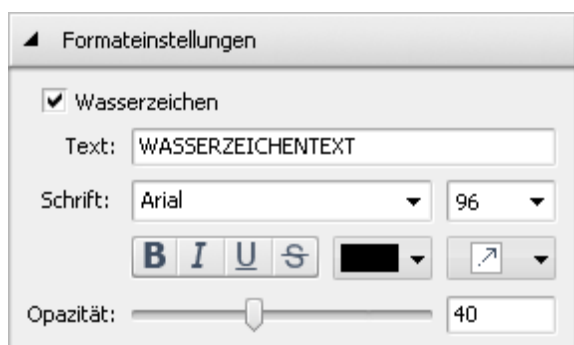 Formateinstellungen
Wasserzeichen
Text: WASSERZEICHENTEXT
Schrift: Arial 96
B I U S
Opazität: 40